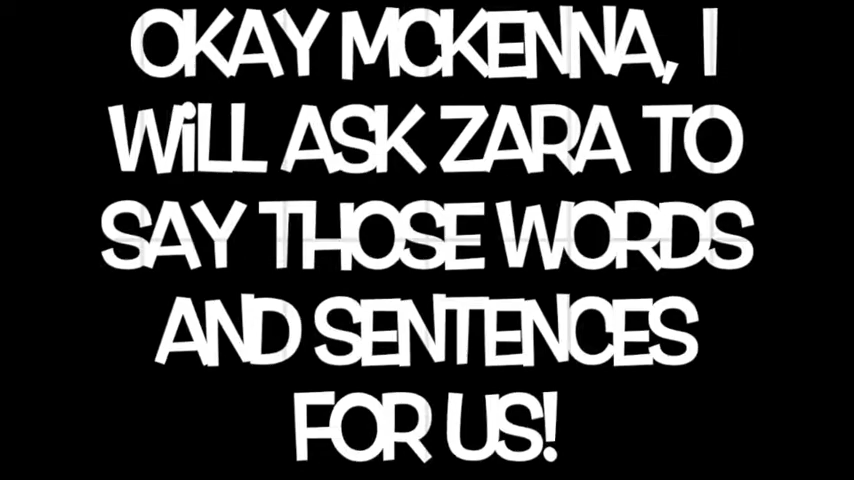 OKAY MCKENNA, I
WiLL ASK ZARA TO
SAY THOSE WORDS
AND SENTENCES
FOR US!